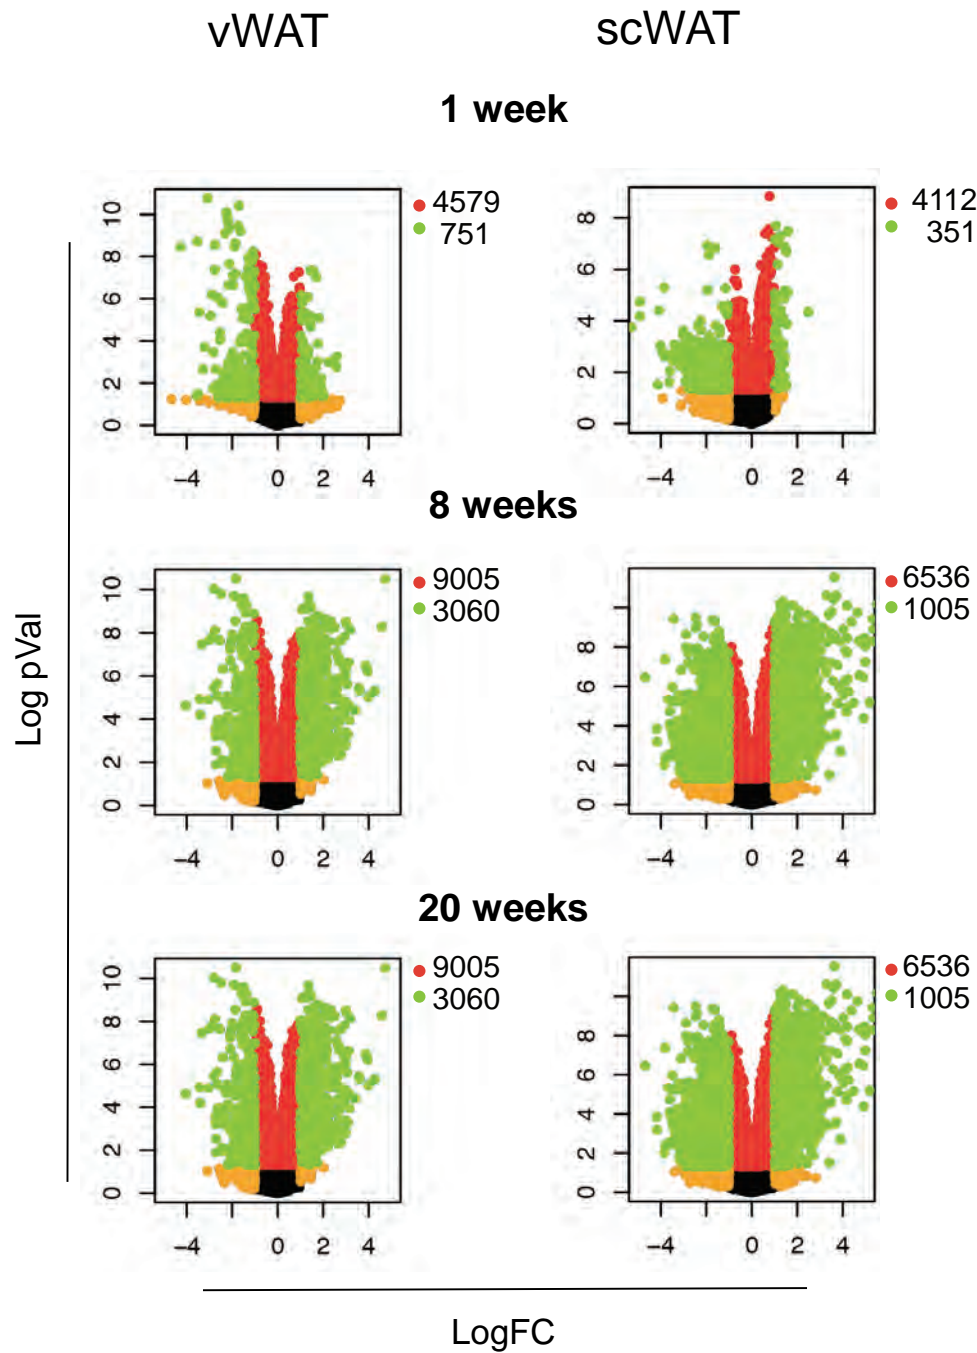 vWAT scWAT
1 week
4579
751
4112
351
0 2 4 6 8 10
−4 0 2 4
0 2 4 6 8
−4 0 2 4
8 weeks
9005
3060
6536
1005
0 2 4 6 8 10
−4 0 2 4
0 2 4 6 8
−4 0 2 4
20 weeks
9005
3060
6536
1005
0 2 4 6 8 10
−4 0 2 4
0 2 4 6 8
−4 0 2 4
Log pVal
LogFC